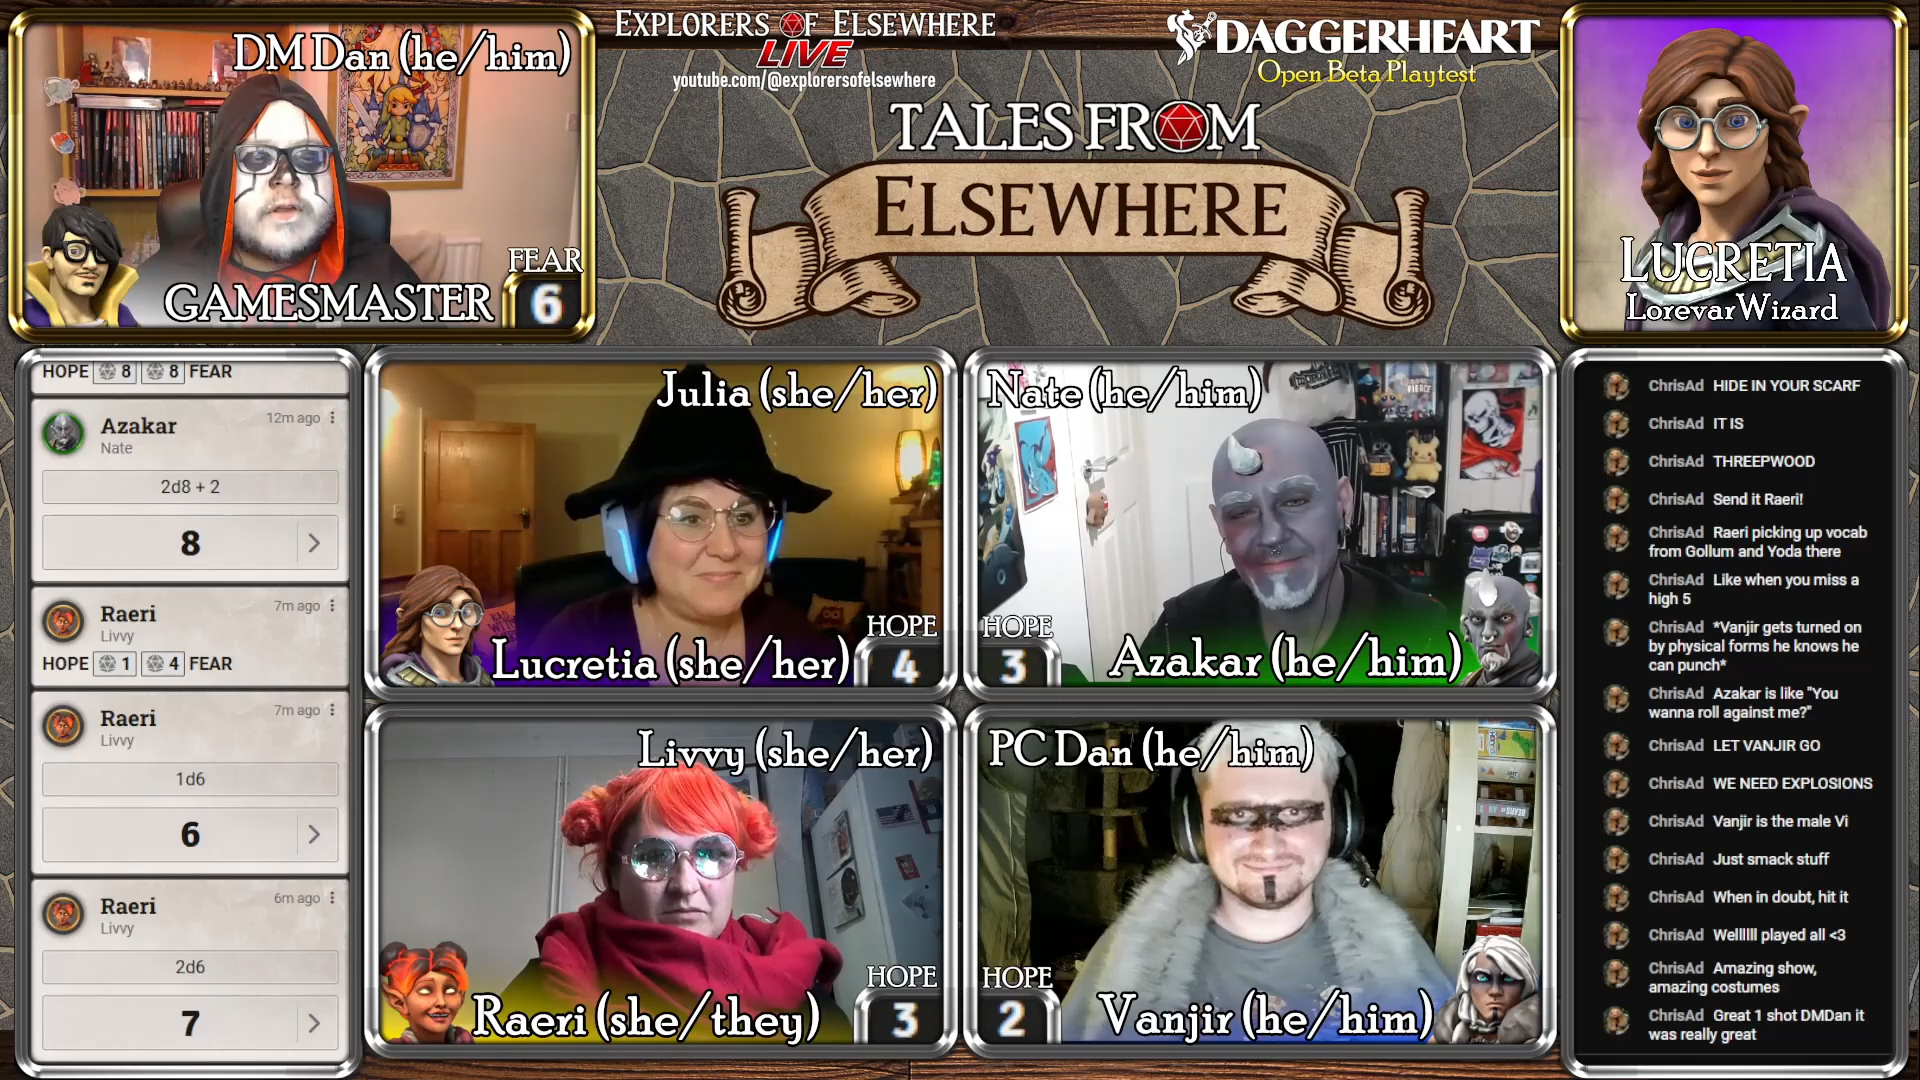 DM Dan (he/him)
FEAR
6
GAMESMASTER
EXPLORERS OF ELSEWHERE
LIVE
youtube.com/@explorersofelsewhere
DAGGERHEART
Open Beta Playtest
TALES FROM
ELSEWHERE
LUCRETIA
Lorevar Wizard
HOPE 8 8 FEAR
Azakar
12m ago
Nate
2d8 + 2
8
Raeri
7m ago
Livvy
HOPE 1 4 FEAR
Raeri
7m ago
Livvy
1d6
6
Raeri
6m ago
Livvy
2d6
7
Julia (she/her)
HOPE
4
Lucretia (she/her)
Nate (he/him)
FIERCE
HOPE
3
Azakar (he/him)
Livvy (she/her)
HOPE
3
Raeri (she/they)
PC Dan (he/him)
HOPE
2
Vanjir (he/him)
ChrisAd HIDE IN YOUR SCARF
ChrisAd IT IS
ChrisAd THREEPWOOD
ChrisAd Send it Raeri!
ChrisAd Raeri picking up vocab
from Gollum and Yoda there
ChrisAd Like when you miss a
high 5
ChrisAd *Vanjir gets turned on
by physical forms he knows he
can punch*
ChrisAd Azakar is like "You
wanna roll against me?"
ChrisAd LET VANJIR GO
ChrisAd WE NEED EXPLOSIONS
ChrisAd Vanjir is the male Vi
ChrisAd Just smack stuff
ChrisAd When in doubt, hit it
ChrisAd Wellllll played all <3
ChrisAd Amazing show,
amazing costumes
ChrisAd Great 1 shot DMDan it
was really great